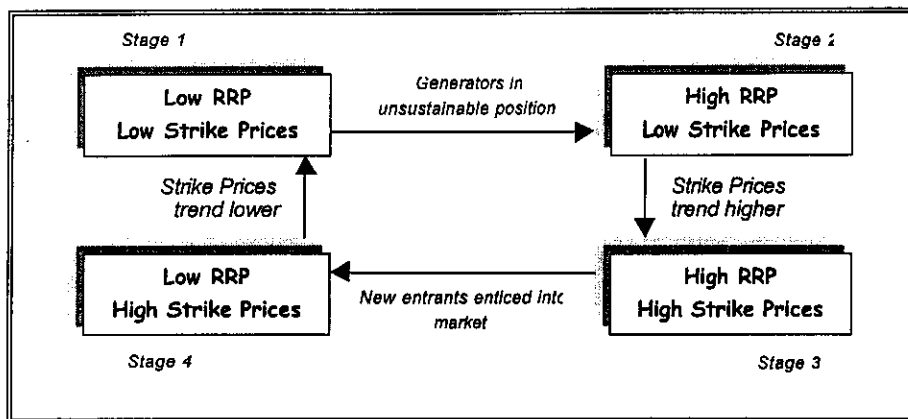 Stage 1
Stage 2
Low RRP
Low Strike Prices
Generators in
unsustainable position
High RRP
Low Strike Prices
Strike Prices
trend lower
Strike Prices
trend higher
Low RRP
High Strike Prices
New entrants enticed into
market
High RRP
High Strike Prices
Stage 4
Stage 3